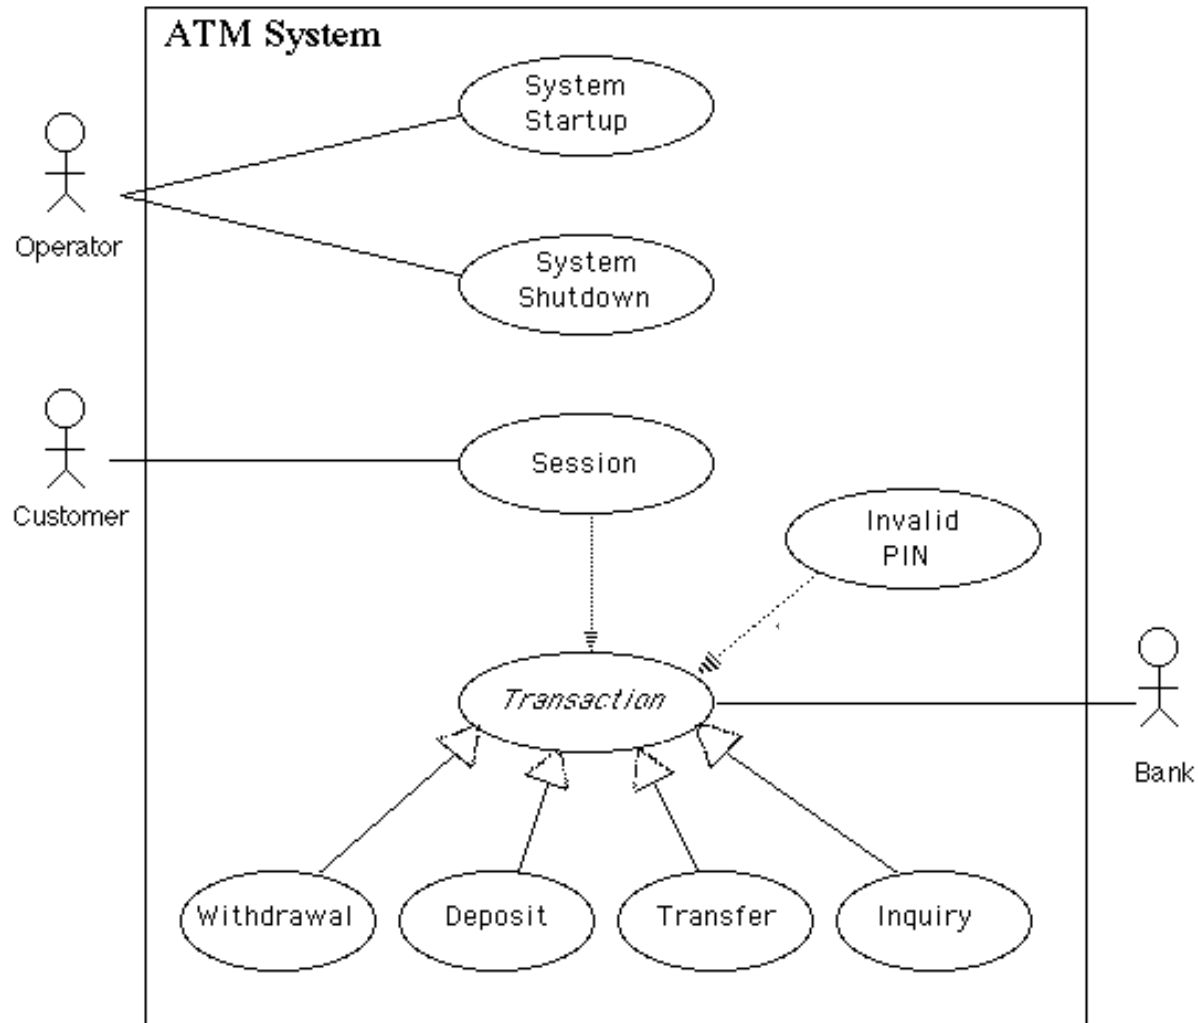 ATM System
System
Startup
Operator
System
Shutdown
Customer
Session
Invalid
PIN
Transaction
Bank
Withdrawal
Deposit
Transfer
Inquiry